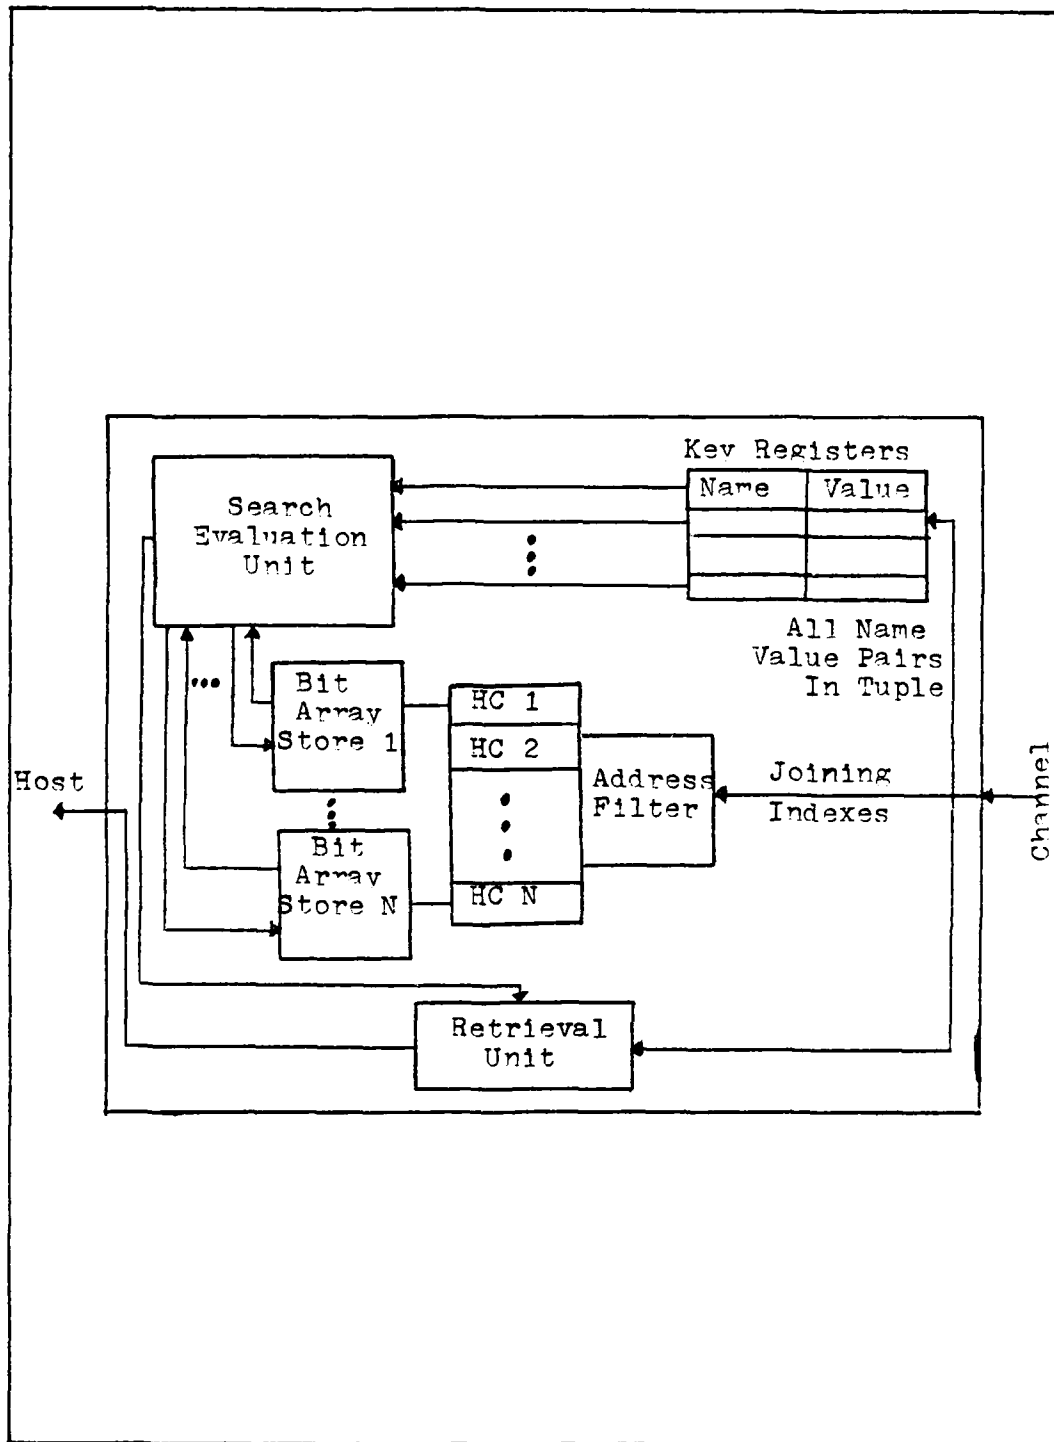 Key Registers
Name Value
Search
Evaluation
Unit
All Name
Value Pairs
In Tuple
Bit
Array
Store 1
HC 1
HC 2
Address
Filter
Joining
Indexes
Host
Channel
Bit
Array
Store N
HC N
Retrieval
Unit